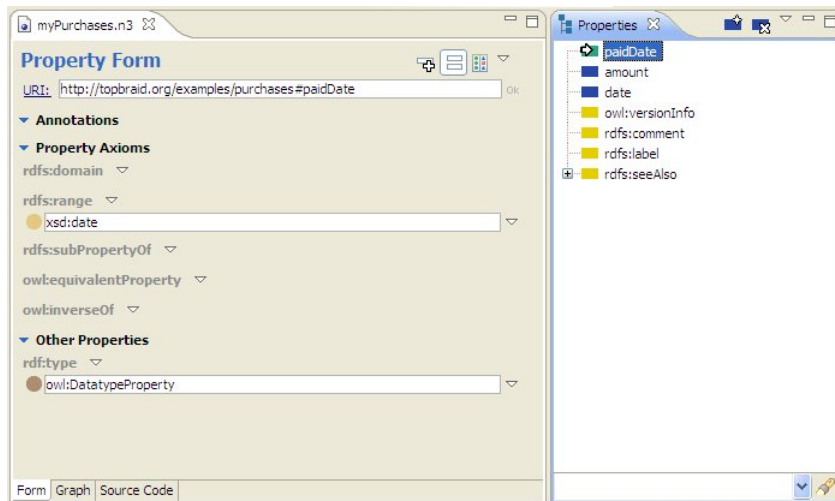 myPurchases.n3
Property Form
URI: http://topbraid.org/examples/purchases#paidDate Ok
Annotations
Property Axioms
rdfs:domain
rdfs:range
xsd:date
rdfs:subPropertyOf
owl:equivalentProperty
owl:inverseOf
Other Properties
rdf:type
owl:DatatypeProperty
Form Graph Source Code
Properties
paidDate
amount
date
owl:versionInfo
rdfs:comment
rdfs:label
rdfs:seeAlso